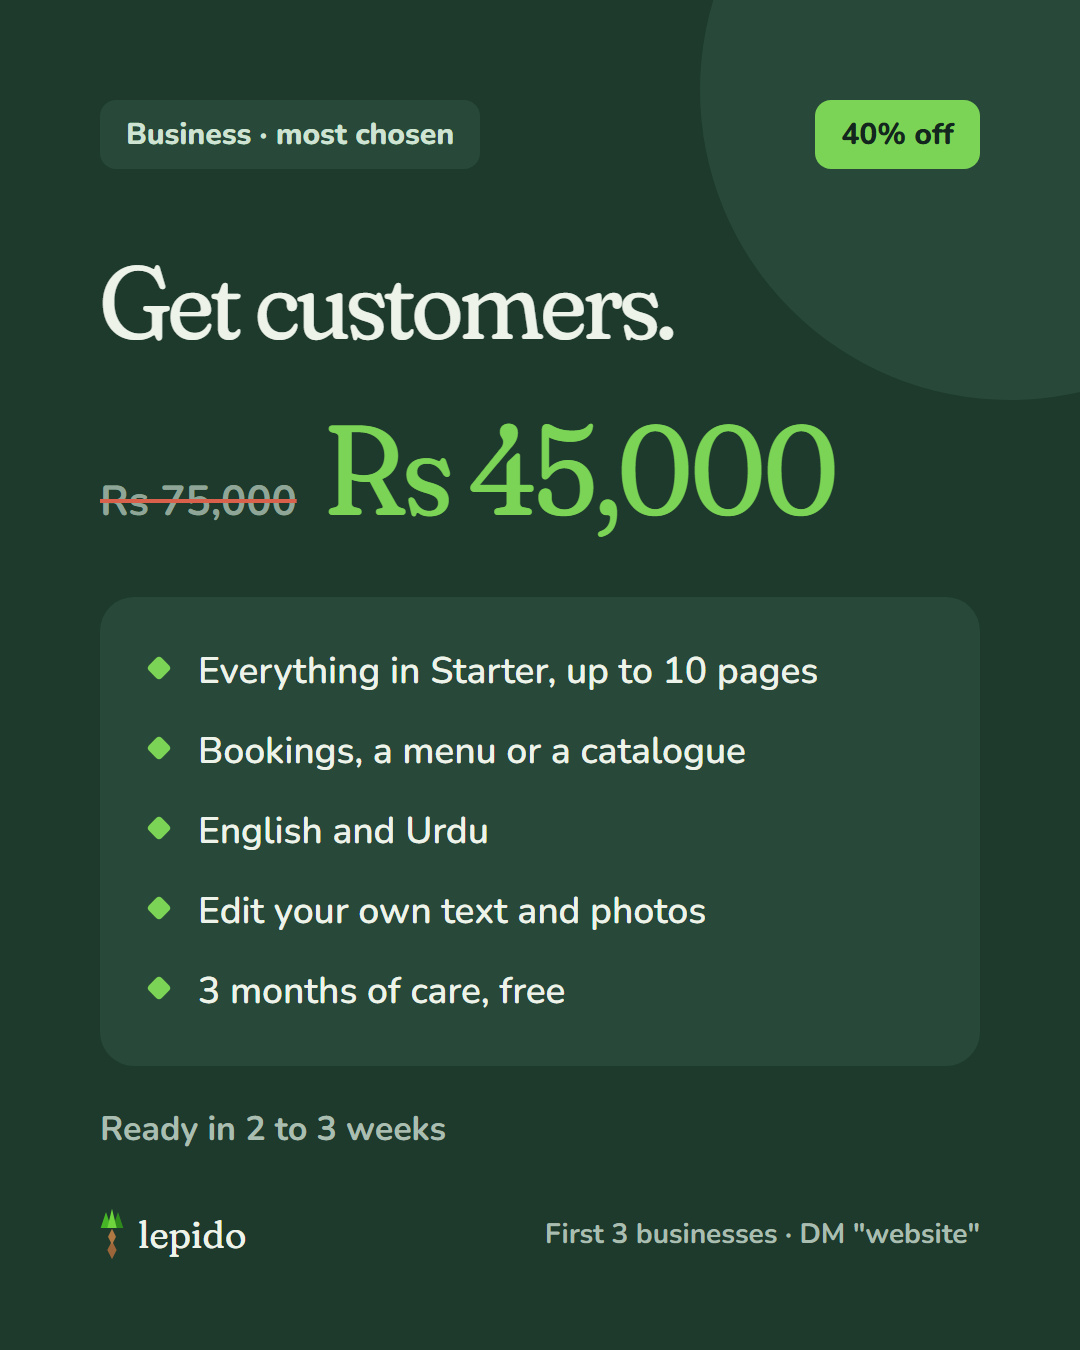 Business · most chosen
40% off
Get customers.
Rs 75,000 Rs 45,000
Everything in Starter, up to 10 pages
Bookings, a menu or a catalogue
English and Urdu
Edit your own text and photos
3 months of care, free
Ready in 2 to 3 weeks
lepido
First 3 businesses · DM "website"